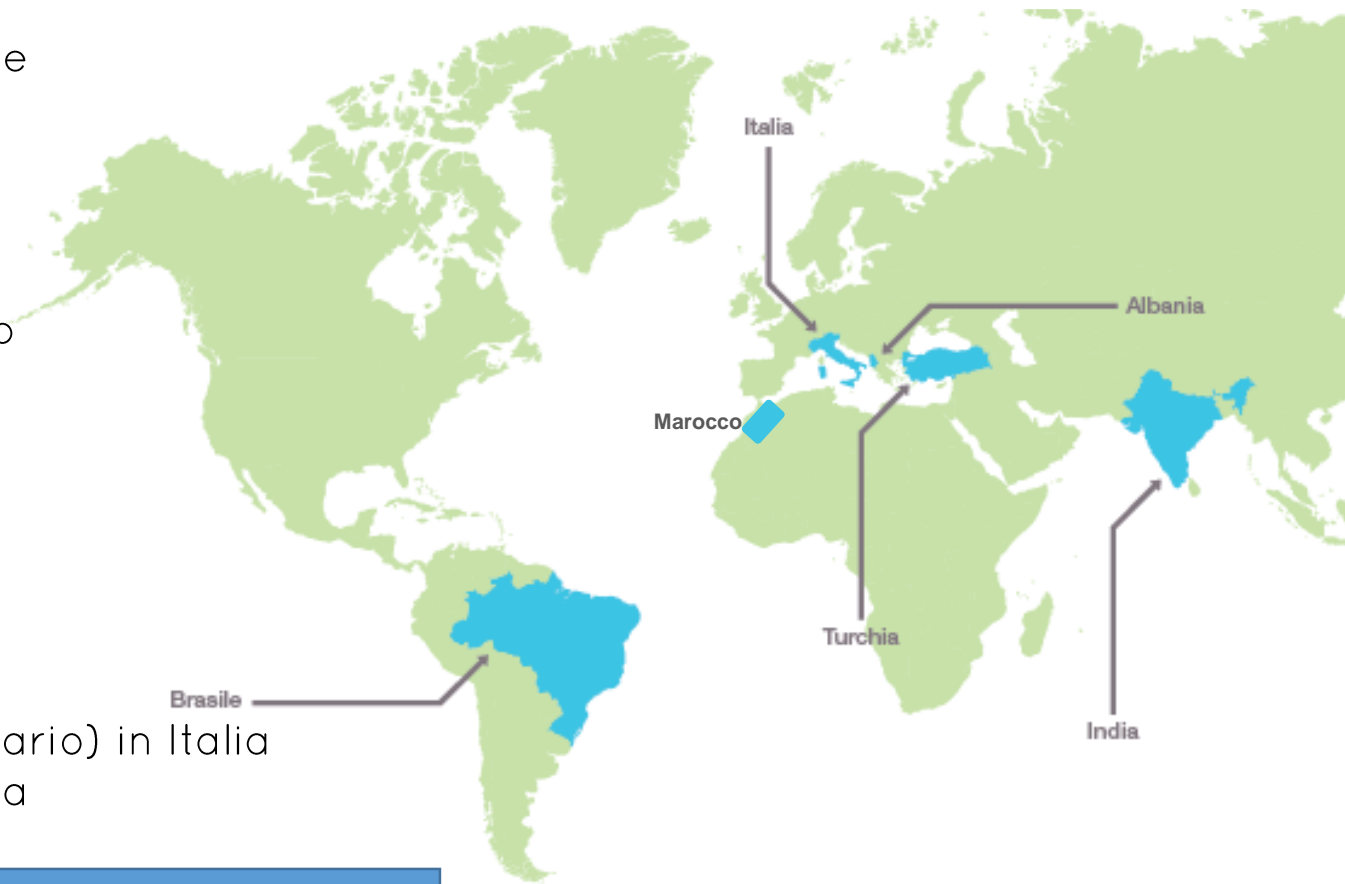 e
Italia
Albania
o
Marocco
Turchia
Brasile
India
ario) in Italia
a